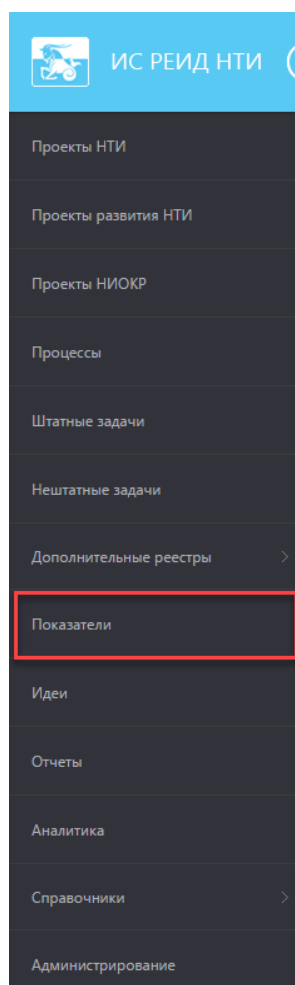 ИС РЕИД НТИ
Проекты НТИ
Проекты развития НТИ
Проекты НИОКР
Процессы
Штатные задачи
Нештатные задачи
Дополнительные реестры
Показатели
Идеи
Отчеты
Аналитика
Справочники
Администрирование